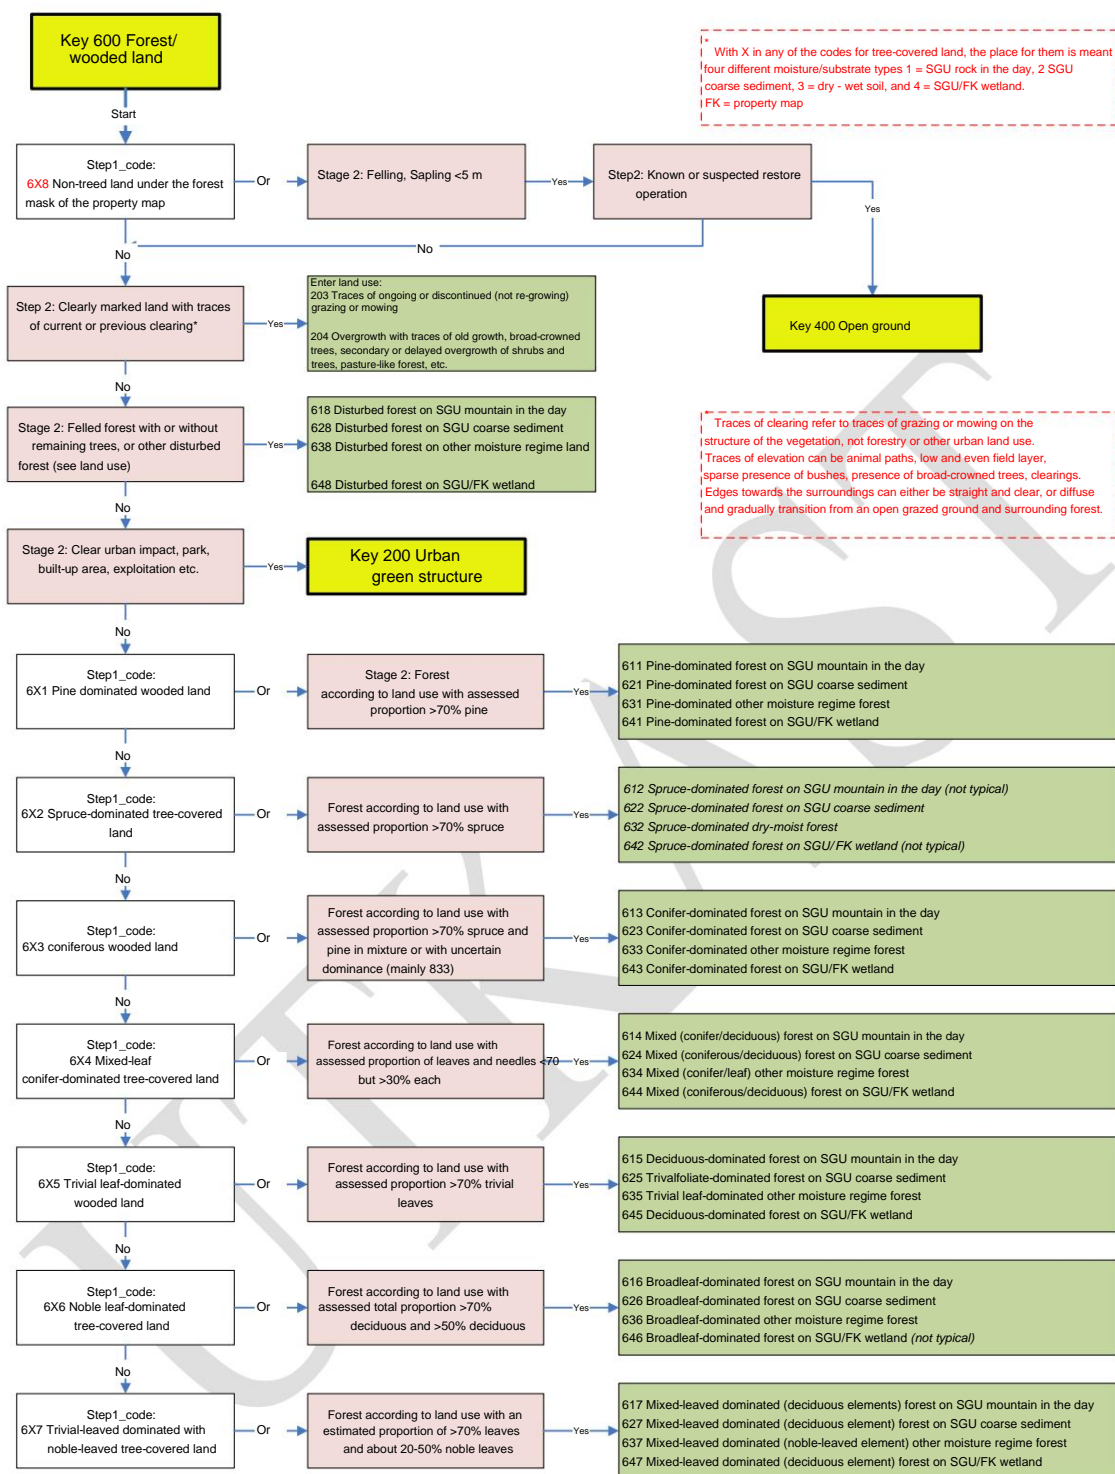 Key 600 Forest/
wooded land
*
With X in any of the codes for tree-covered land, the place for them is meant
four different moisture/substrate types 1 = SGU rock in the day, 2 SGU
coarse sediment, 3 = dry - wet soil, and 4 = SGU/FK wetland.
FK = property map
Start
Step1_code:
6X8 Non-treed land under the forest
mask of the property map
Or
Stage 2: Felling, Sapling <5 m
Yes
Step2: Known or suspected restore
operation
Yes
No
No
Step 2: Clearly marked land with traces
of current or previous clearing*
Yes
Enter land use:
203 Traces of ongoing or discontinued (not re-growing)
grazing or mowing
204 Overgrowth with traces of old growth, broad-crowned
trees, secondary or delayed overgrowth of shrubs and
trees, pasture-like forest, etc.
Key 400 Open ground
No
Stage 2: Felled forest with or without
remaining trees, or other disturbed
forest (see land use)
Yes
618 Disturbed forest on SGU mountain in the day
628 Disturbed forest on SGU coarse sediment
638 Disturbed forest on other moisture regime land
648 Disturbed forest on SGU/FK wetland
*
Traces of clearing refer to traces of grazing or mowing on the
structure of the vegetation, not forestry or other urban land use.
Traces of elevation can be animal paths, low and even field layer,
sparse presence of bushes, presence of broad-crowned trees, clearings.
Edges towards the surroundings can either be straight and clear, or diffuse
and gradually transition from an open grazed ground and surrounding forest.
No
Stage 2: Clear urban impact, park,
built-up area, exploitation etc.
Yes
Key 200 Urban
green structure
No
Step1_code:
6X1 Pine dominated wooded land
Or
Stage 2: Forest
according to land use with assessed
proportion >70% pine
Yes
611 Pine-dominated forest on SGU mountain in the day
621 Pine-dominated forest on SGU coarse sediment
631 Pine-dominated other moisture regime forest
641 Pine-dominated forest on SGU/FK wetland
No
Step1_code:
6X2 Spruce-dominated tree-covered
land
Or
Forest according to land use with
assessed proportion >70% spruce
Yes
612 Spruce-dominated forest on SGU mountain in the day (not typical)
622 Spruce-dominated forest on SGU coarse sediment
632 Spruce-dominated dry-moist forest
642 Spruce-dominated forest on SGU/FK wetland (not typical)
No
Step1_code:
6X3 coniferous wooded land
Or
Forest according to land use with
assessed proportion >70% spruce and
pine in mixture or with uncertain
dominance (mainly 833)
Yes
613 Conifer-dominated forest on SGU mountain in the day
623 Conifer-dominated forest on SGU coarse sediment
633 Conifer-dominated other moisture regime forest
643 Conifer-dominated forest on SGU/FK wetland
No
Step1_code:
6X4 Mixed-leaf
conifer-dominated tree-covered land
Or
Forest according to land use with
assessed proportion of leaves and needles <70
but >30% each
Yes
614 Mixed (conifer/deciduous) forest on SGU mountain in the day
624 Mixed (coniferous/deciduous) forest on SGU coarse sediment
634 Mixed (conifer/leaf) other moisture regime forest
644 Mixed (coniferous/deciduous) forest on SGU/FK wetland
No
Step1_code:
6X5 Trivial leaf-dominated
wooded land
Or
Forest according to land use with
assessed proportion >70% trivial
leaves
Yes
615 Deciduous-dominated forest on SGU mountain in the day
625 Trivalfoliate-dominated forest on SGU coarse sediment
635 Trivial leaf-dominated other moisture regime forest
645 Deciduous-dominated forest on SGU/FK wetland
No
Step1_code:
6X6 Noble leaf-dominated
tree-covered land
Or
Forest according to land use with
assessed total proportion >70%
deciduous and >50% deciduous
Yes
616 Broadleaf-dominated forest on SGU mountain in the day
626 Broadleaf-dominated forest on SGU coarse sediment
636 Broadleaf-dominated other moisture regime forest
646 Broadleaf-dominated forest on SGU/FK wetland (not typical)
No
Step1_code:
6X7 Trivial-leaved dominated with
noble-leaved tree-covered land
Or
Forest according to land use with an
estimated proportion of >70% leaves
and about 20-50% noble leaves
Yes
617 Mixed-leaved dominated (deciduous elements) forest on SGU mountain in the day
627 Mixed-leaved dominated (deciduous element) forest on SGU coarse sediment
637 Mixed-leaved dominated (noble-leaved element) other moisture regime forest
647 Mixed-leaved dominated (deciduous element) forest on SGU/FK wetland
UTKAST